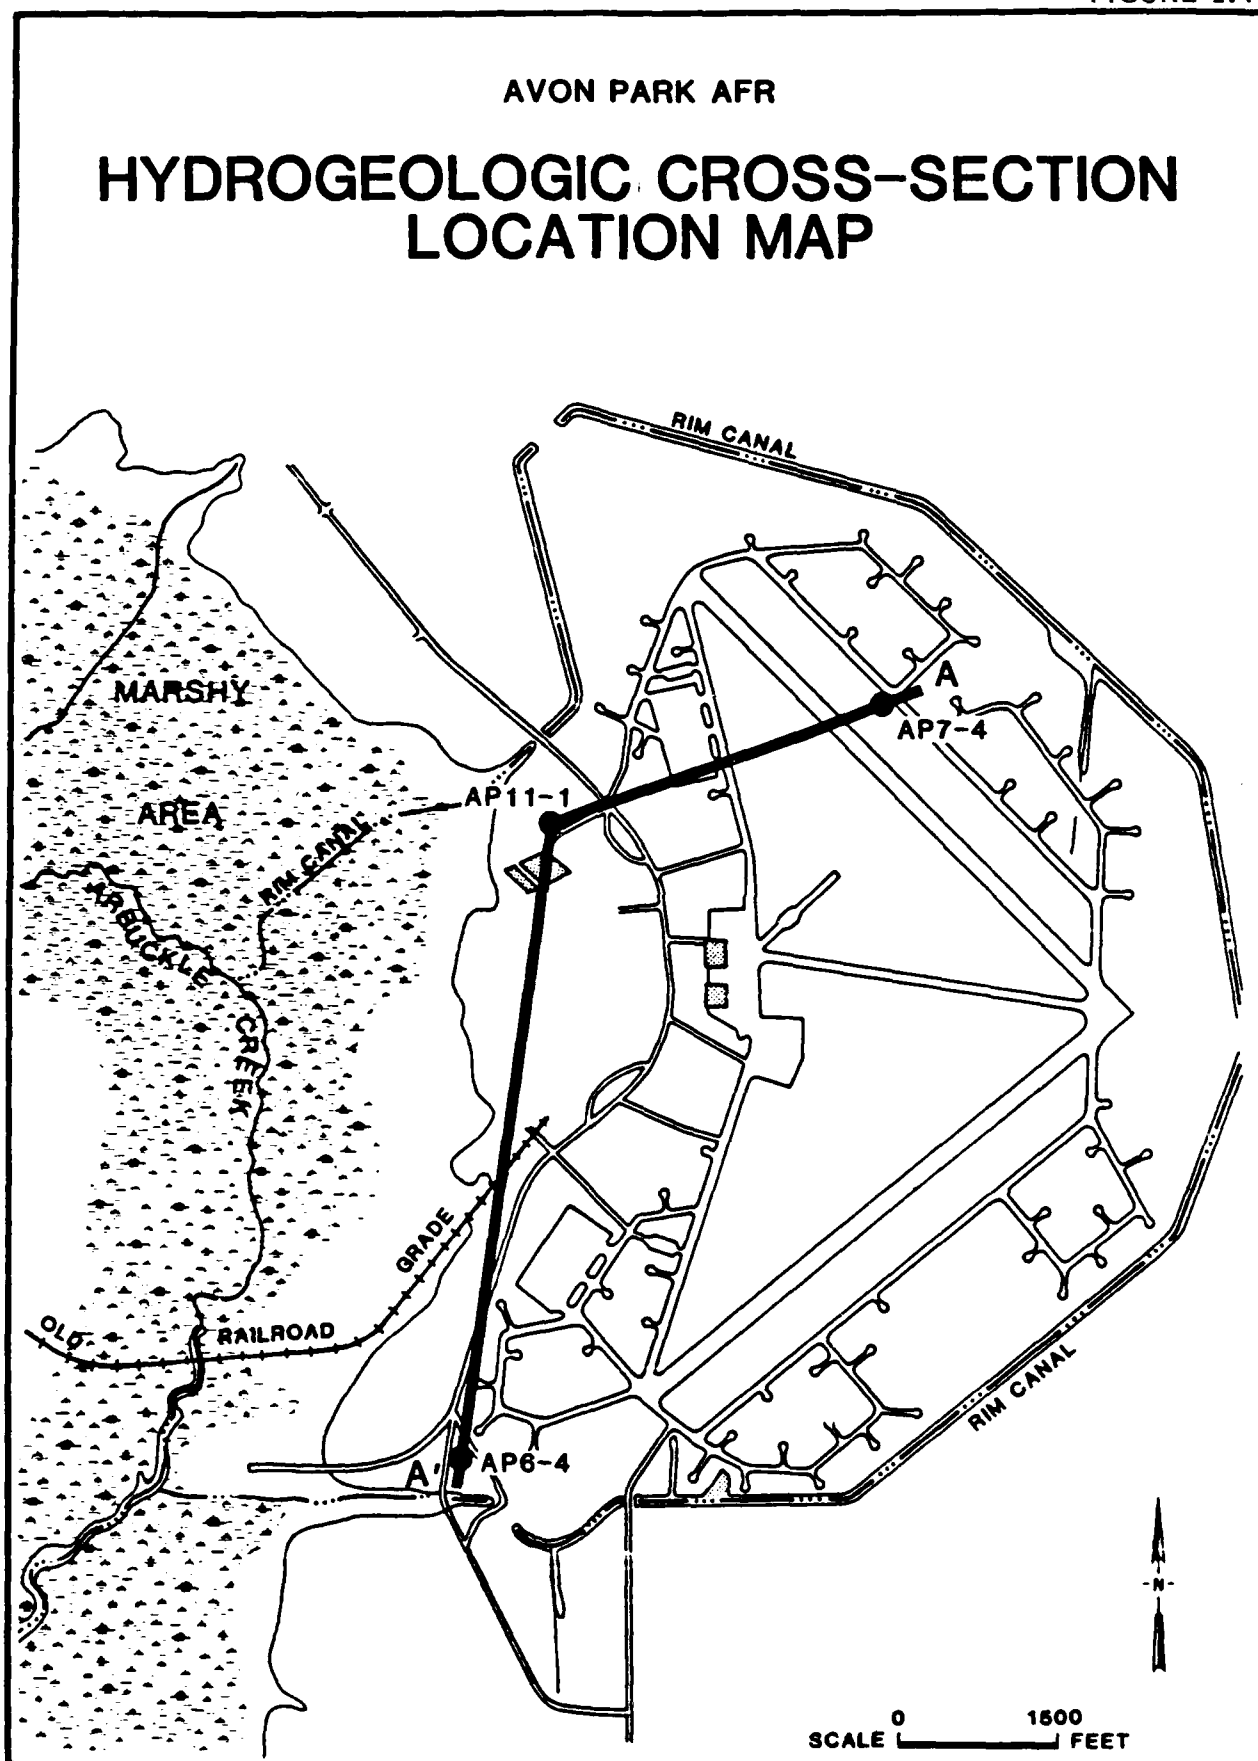 AVON PARK AFR
HYDROGEOLOGIC CROSS-SECTION
LOCATION MAP
RIM CANAL
A
MARSHY
AP7-4
AP11-1
AREA
RIM CANAL
ARBUCKLE
CREEK
GRADE
OLD
RAILROAD
RIM CANAL
A'
AP6-4
-N-
0 1500
SCALE FEET